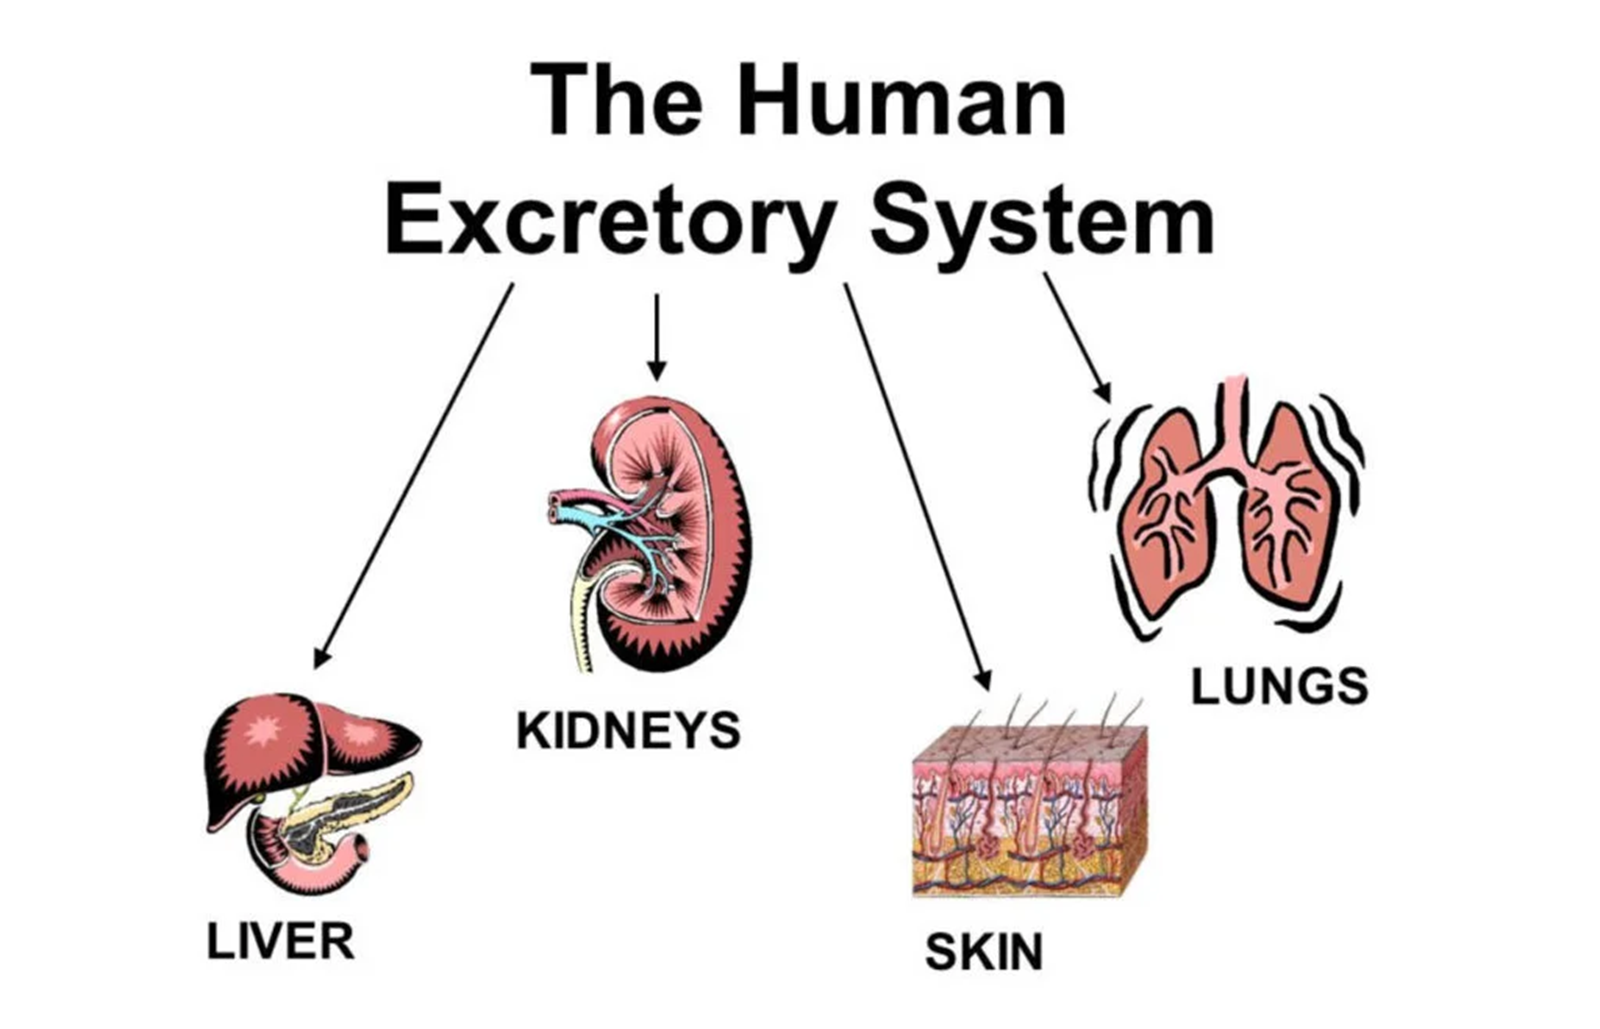 The Human
Excretory System
LIVER
KIDNEYS
SKIN
LUNGS